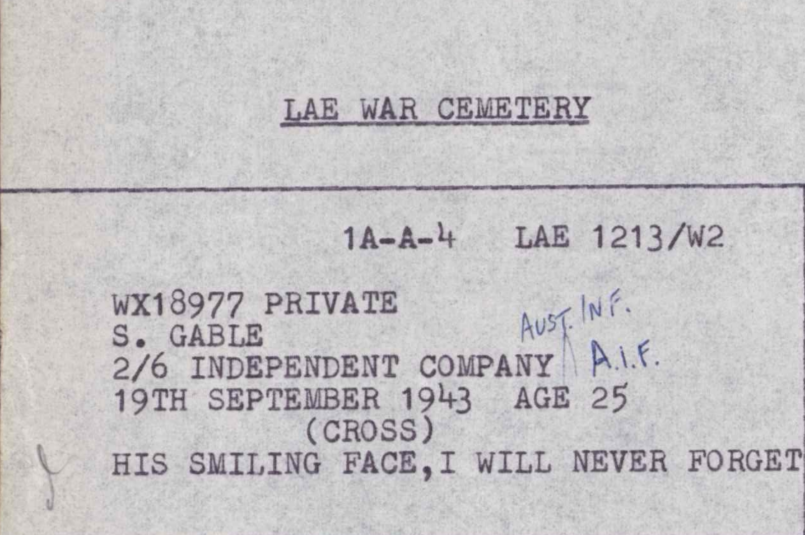 LAE WAR CEMETERY
1A-A-4 LAE 1213/W2
WX18977 PRIVATE
S. GABLE
AUST. INF.
2/6 INDEPENDENT COMPANY A.I.F.
19TH SEPTEMBER 1943 AGE 25
(CROSS)
HIS SMILING FACE,I WILL NEVER FORGET